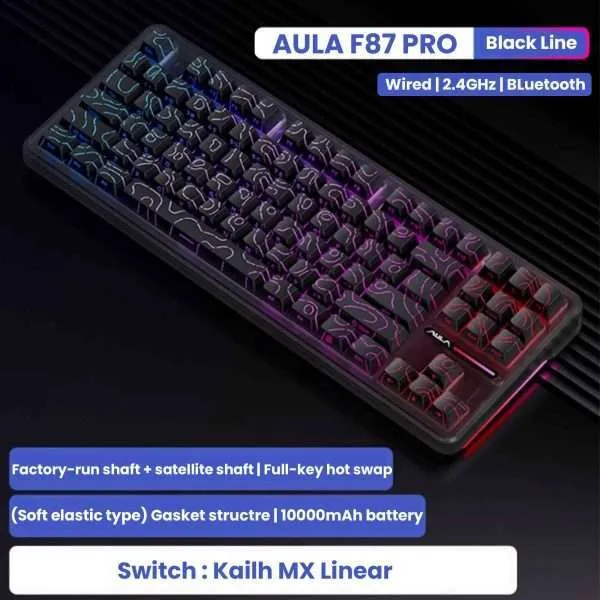 AULA F87 PRO
Black Line
Wired | 2.4GHz | BLuetooth
AULA
Factory-run shaft + satellite shaft | Full-key hot swap
(Soft elastic type) Gasket structre | 10000mAh battery
Switch : Kailh MX Linear